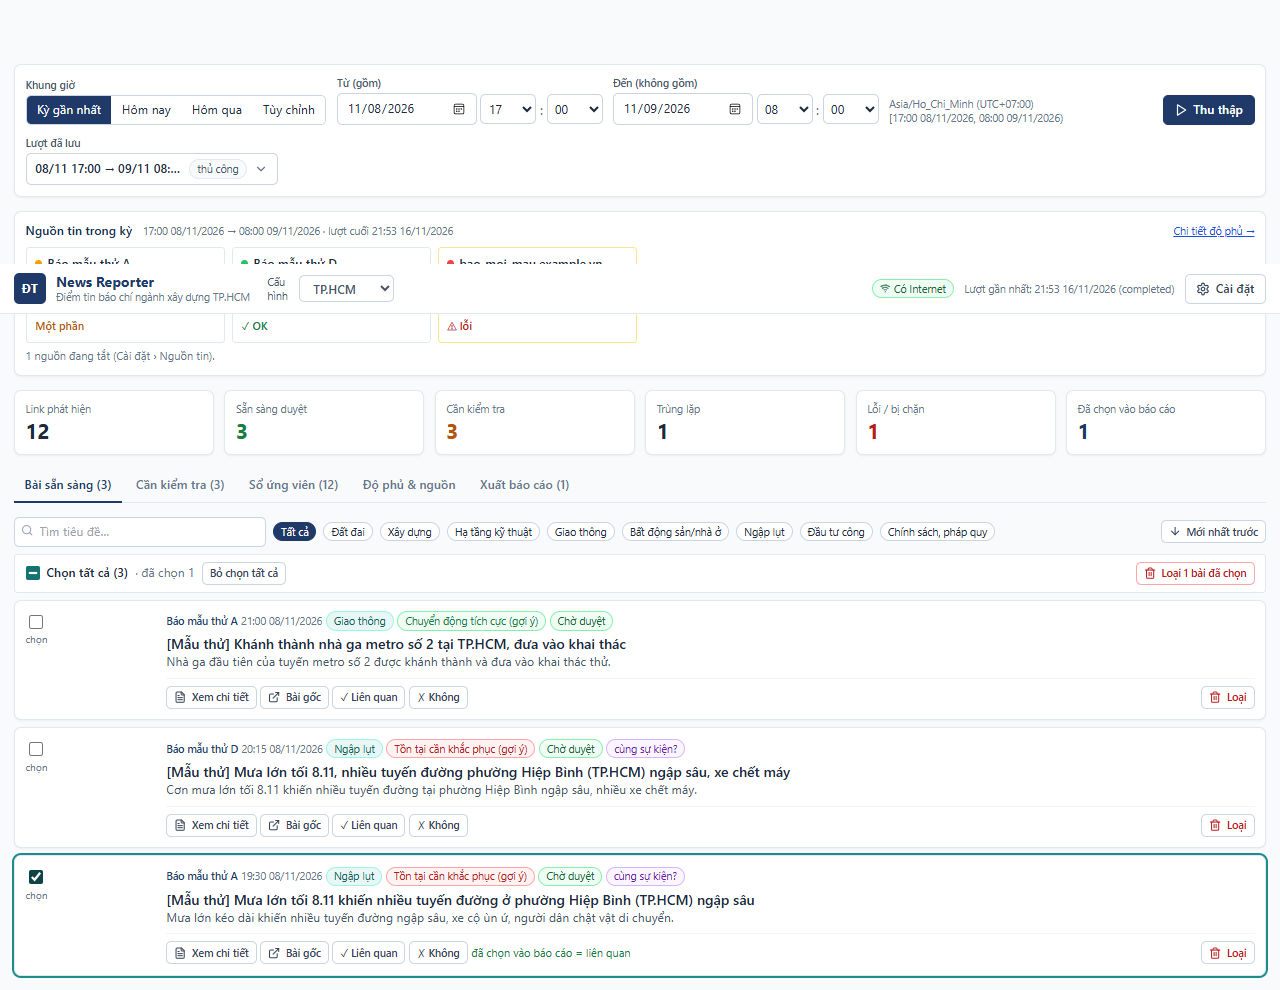 Khung giờ
Kỳ gần nhất Hôm nay Hôm qua Tùy chỉnh
Từ (gồm)
11/08/2026 17 : 00
Đến (không gồm)
11/09/2026 08 : 00
Asia/Ho_Chi_Minh (UTC+07:00)
[17:00 08/11/2026, 08:00 09/11/2026)
Thu thập
Lượt đã lưu
08/11 17:00 → 09/11 08:... thủ công
Nguồn tin trong kỳ 17:00 08/11/2026 → 08:00 09/11/2026 · lượt cuối 21:53 16/11/2026 Chi tiết độ phủ →
Báo mẫu thử A Báo mẫu thử D bao-moi-mau.example.vn
ĐT News Reporter
Điểm tin báo chí ngành xây dựng TP.HCM
Cấu hình TP.HCM
Có Internet Lượt gần nhất: 21:53 16/11/2026 (completed) Cài đặt
Một phần ✓ OK ⚠ lỗi
1 nguồn đang tắt (Cài đặt › Nguồn tin).
Link phát hiện Sẵn sàng duyệt Cần kiểm tra Trùng lặp Lỗi / bị chặn Đã chọn vào báo cáo
12 3 3 1 1 1
Bài sẵn sàng (3) Cần kiểm tra (3) Sổ ứng viên (12) Độ phủ & nguồn Xuất báo cáo (1)
Tìm tiêu đề... Tất cả Đất đai Xây dựng Hạ tầng kỹ thuật Giao thông Bất động sản/nhà ở Ngập lụt Đầu tư công Chính sách, pháp quy Mới nhất trước
Chọn tất cả (3) · đã chọn 1 Bỏ chọn tất cả Loại 1 bài đã chọn
chọn
Báo mẫu thử A 21:00 08/11/2026 Giao thông Chuyển động tích cực (gợi ý) Chờ duyệt
[Mẫu thử] Khánh thành nhà ga metro số 2 tại TP.HCM, đưa vào khai thác
Nhà ga đầu tiên của tuyến metro số 2 được khánh thành và đưa vào khai thác thử.
Xem chi tiết Bài gốc ✓ Liên quan ✗ Không Loại
chọn
Báo mẫu thử D 20:15 08/11/2026 Ngập lụt Tồn tại cần khắc phục (gợi ý) Chờ duyệt cùng sự kiện?
[Mẫu thử] Mưa lớn tối 8.11, nhiều tuyến đường phường Hiệp Bình (TP.HCM) ngập sâu, xe chết máy
Cơn mưa lớn tối 8.11 khiến nhiều tuyến đường tại phường Hiệp Bình ngập sâu, nhiều xe chết máy.
Xem chi tiết Bài gốc ✓ Liên quan ✗ Không Loại
chọn
Báo mẫu thử A 19:30 08/11/2026 Ngập lụt Tồn tại cần khắc phục (gợi ý) Chờ duyệt cùng sự kiện?
[Mẫu thử] Mưa lớn tối 8.11 khiến nhiều tuyến đường ở phường Hiệp Bình (TP.HCM) ngập sâu
Mưa lớn kéo dài khiến nhiều tuyến đường ngập sâu, xe cộ ùn ứ, người dân chật vật di chuyển.
Xem chi tiết Bài gốc ✓ Liên quan ✗ Không đã chọn vào báo cáo = liên quan Loại